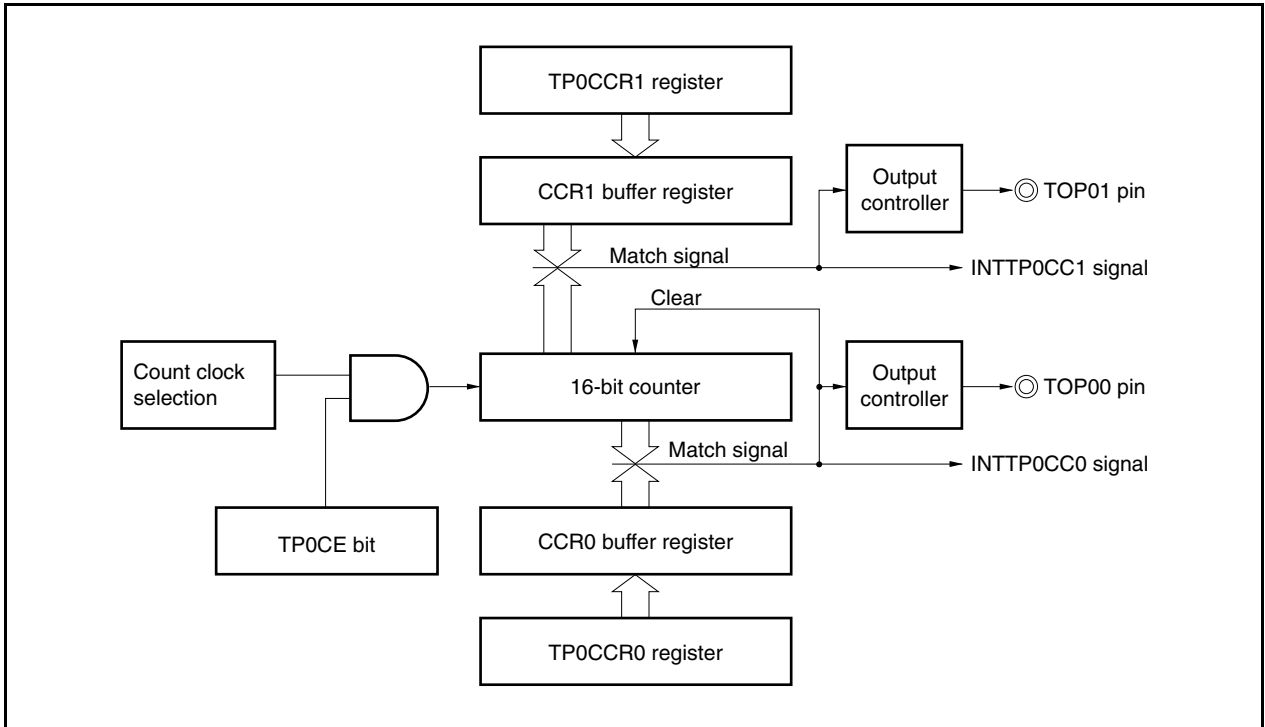 TP0CCR1 register
CCR1 buffer register
Output
controller
TOP01 pin
Match signal
INTTP0CC1 signal
Clear
Count clock
selection
16-bit counter
Output
controller
TOP00 pin
Match signal
INTTP0CC0 signal
TP0CE bit
CCR0 buffer register
TP0CCR0 register